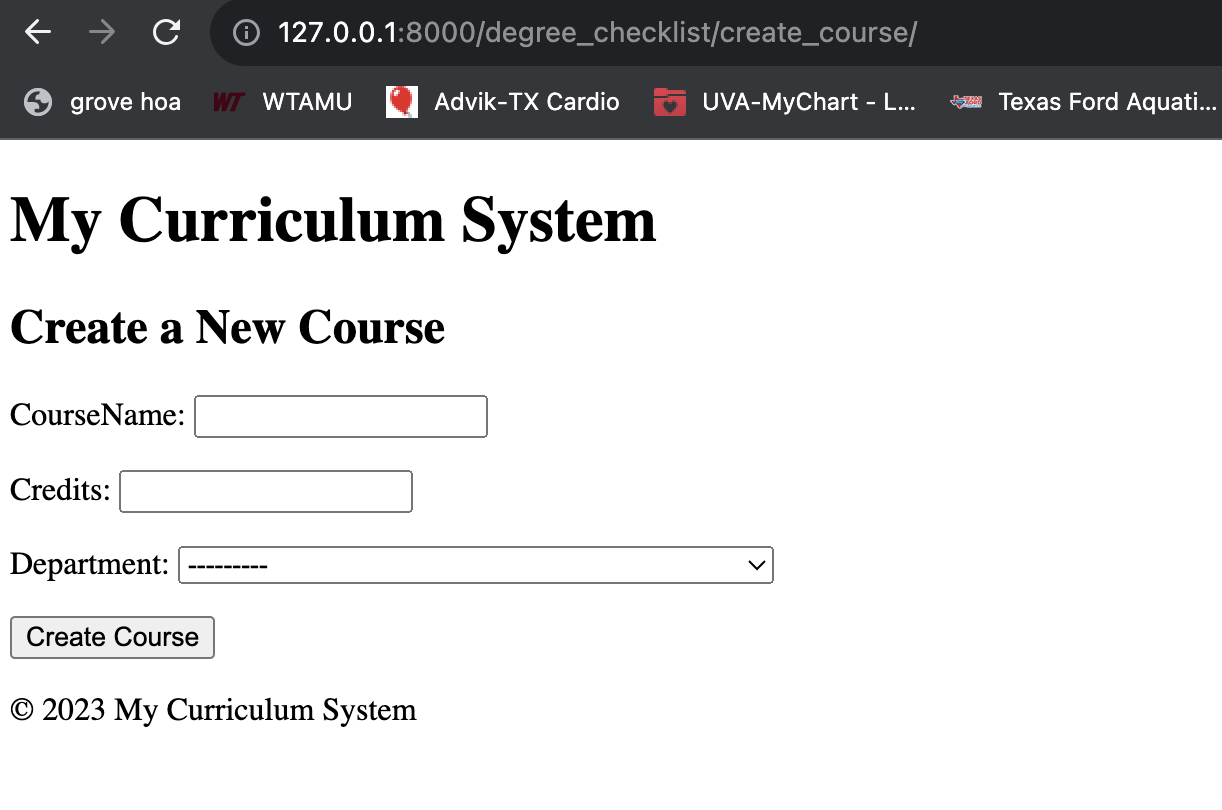 127.0.0.1:8000/degree_checklist/create_course/
grove hoa WT WTAMU Advik-TX Cardio UVA-MyChart - L... Texas Ford Aquati...
My Curriculum System
Create a New Course
CourseName:
Credits:
Department: ---------
Create Course
© 2023 My Curriculum System